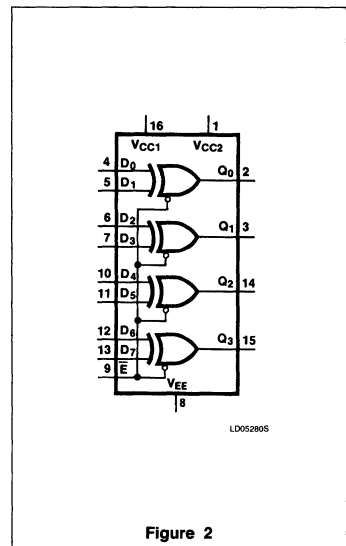 16 1
VCC1 VCC2
4 D0
5 D1
Q0 2
6 D2
7 D3
Q1 3
10 D4
11 D5
Q2 14
12 D6
13 D7
Q3 15
9 E̅
VEE
8
LD05280S
Figure 2